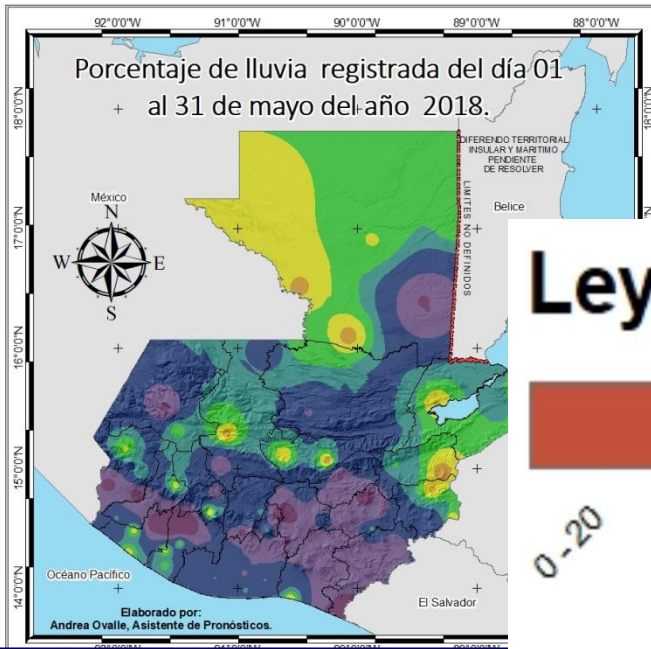 92°0'0"W 91°0'0"W 90°0'0"W 89°0'0"W 88°0'0"W
Porcentaje de lluvia registrada del día 01
al 31 de mayo del año 2018.
18°0'0"N
18°0'0"N
DIFERENDO TERRITORIAL
INSULAR Y MARITIMO
PENDIENTE
DE RESOLVER
México
LIMITES NO DEFINIDOS
Belice
17°0'0"N
N
W E
S
16°0'0"N
15°0'0"N
14°0'0"N
Ley
0 - 20
Océano Pacífico
El Salvador
Elaborado por:
Andrea Ovalle, Asistente de Pronósticos.